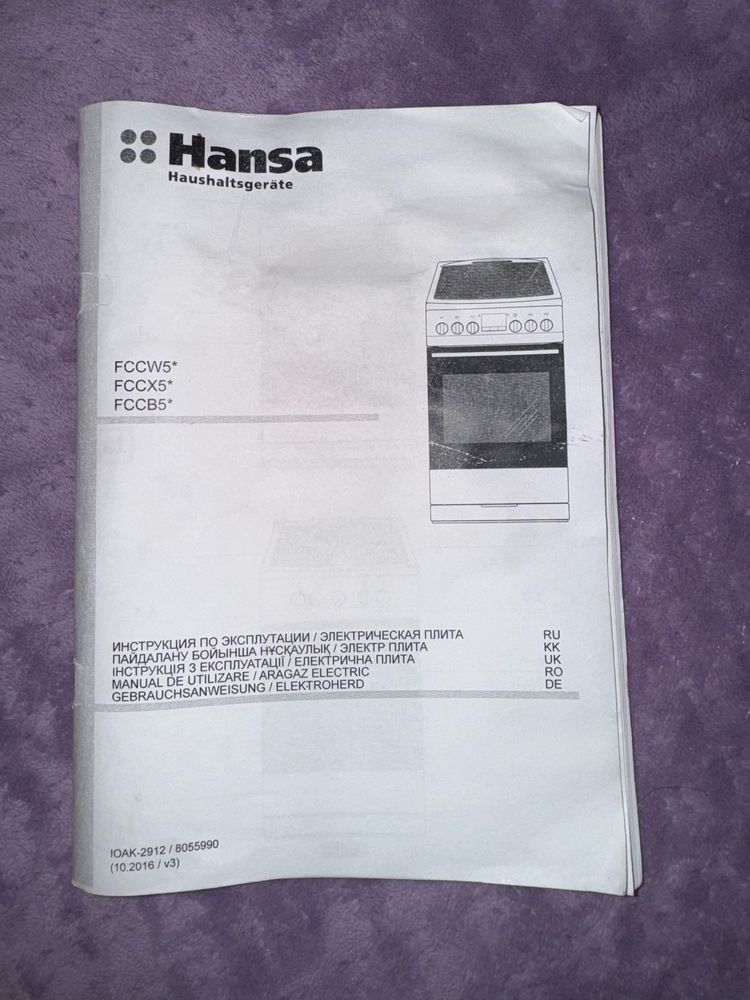 Hansa
Haushaltsgeräte
FCCW5*
FCCX5*
FCCB5*
ИНСТРУКЦИЯ ПО ЭКСПЛУТАЦИИ / ЭЛЕКТРИЧЕСКАЯ ПЛИТА RU
ПАЙДАЛАНУ БОЙЫНША НҰСҚАУЛЫҚ / ЭЛЕКТР ПЛИТА KK
ІНСТРУКЦІЯ З ЕКСПЛУАТАЦІЇ / ЕЛЕКТРИЧНА ПЛИТА UK
MANUAL DE UTILIZARE / ARAGAZ ELECTRIC RO
GEBRAUCHSANWEISUNG / ELEKTROHERD DE
IOAK-2912 / 8055990
(10.2016 / v3)